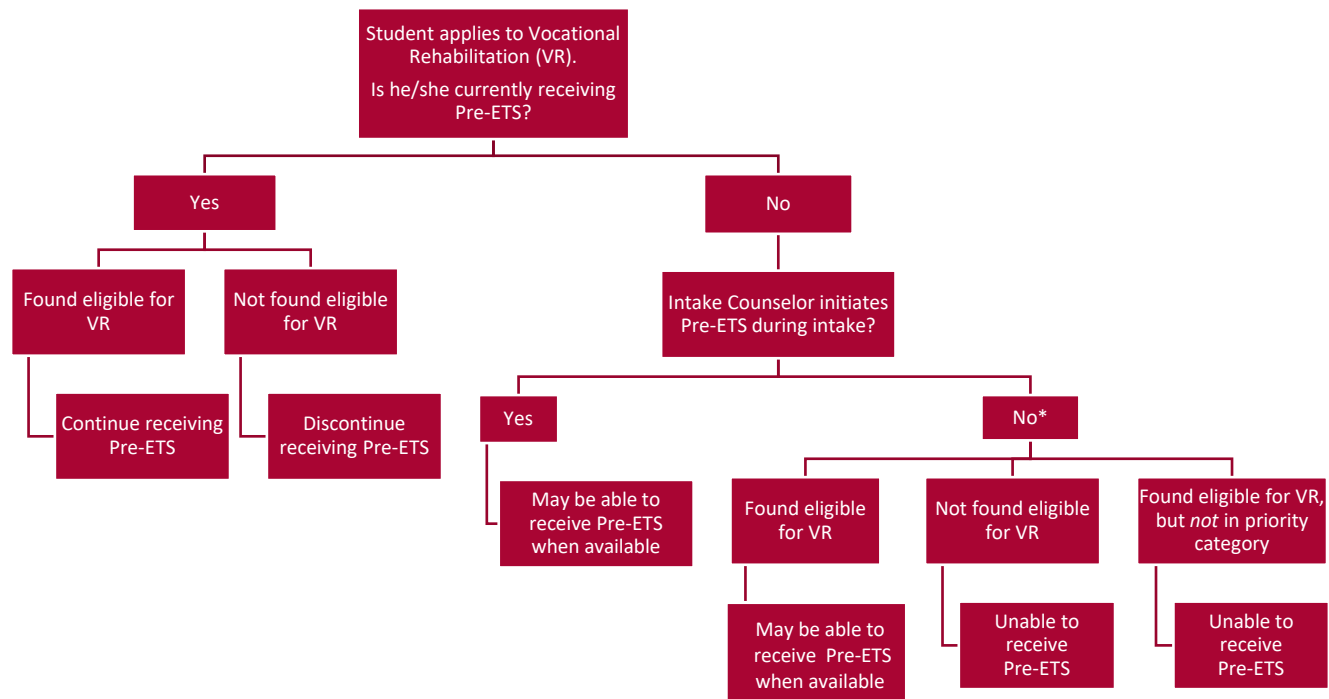 Student applies to Vocational
Rehabilitation (VR).
Is he/she currently receiving
Pre-ETS?
Yes
No
Found eligible for
VR
Not found eligible
for VR
Intake Counselor initiates
Pre-ETS during intake?
Continue receiving
Pre-ETS
Discontinue
receiving Pre-ETS
Yes
No*
May be able to
receive Pre-ETS
when available
Found eligible
for VR
Not found eligible
for VR
Found eligible for VR,
but not in priority
category
May be able to
receive Pre-ETS
when available
Unable to
receive
Pre-ETS
Unable to
receive
Pre-ETS